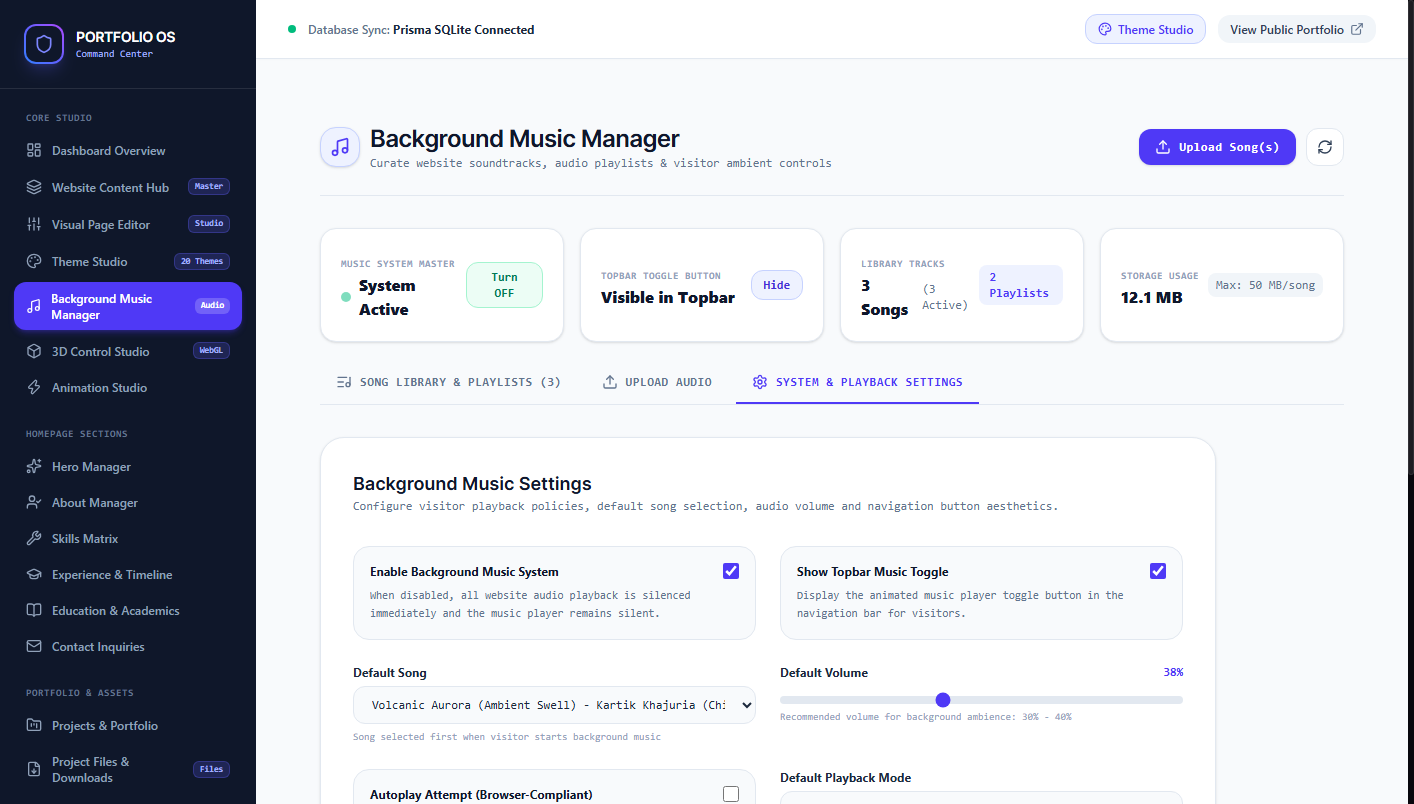 PORTFOLIO OS
Command Center
CORE STUDIO
Dashboard Overview
Website Content Hub
Master
Visual Page Editor
Studio
Theme Studio
20 Themes
Background Music
Manager
Audio
3D Control Studio
WebGL
Animation Studio
HOMEPAGE SECTIONS
Hero Manager
About Manager
Skills Matrix
Experience & Timeline
Education & Academics
Contact Inquiries
PORTFOLIO & ASSETS
Projects & Portfolio
Project Files &
Downloads
Files
Database Sync: Prisma SQLite Connected
Theme Studio
View Public Portfolio
Background Music Manager
Curate website soundtracks, audio playlists & visitor ambient controls
Upload Song(s)
MUSIC SYSTEM MASTER
System
Active
Turn
OFF
TOPBAR TOGGLE BUTTON
Visible in Topbar
Hide
LIBRARY TRACKS
3
Songs
(3
Active)
2
Playlists
STORAGE USAGE
12.1 MB
Max: 50 MB/song
SONG LIBRARY & PLAYLISTS (3)
UPLOAD AUDIO
SYSTEM & PLAYBACK SETTINGS
Background Music Settings
Configure visitor playback policies, default song selection, audio volume and navigation button aesthetics.
Enable Background Music System
When disabled, all website audio playback is silenced
immediately and the music player remains silent.
Show Topbar Music Toggle
Display the animated music player toggle button in the
navigation bar for visitors.
Default Song
Volcanic Aurora (Ambient Swell) - Kartik Khajuria (Chi
Song selected first when visitor starts background music
Default Volume
38%
Recommended volume for background ambience: 30% - 40%
Autoplay Attempt (Browser-Compliant)
Default Playback Mode